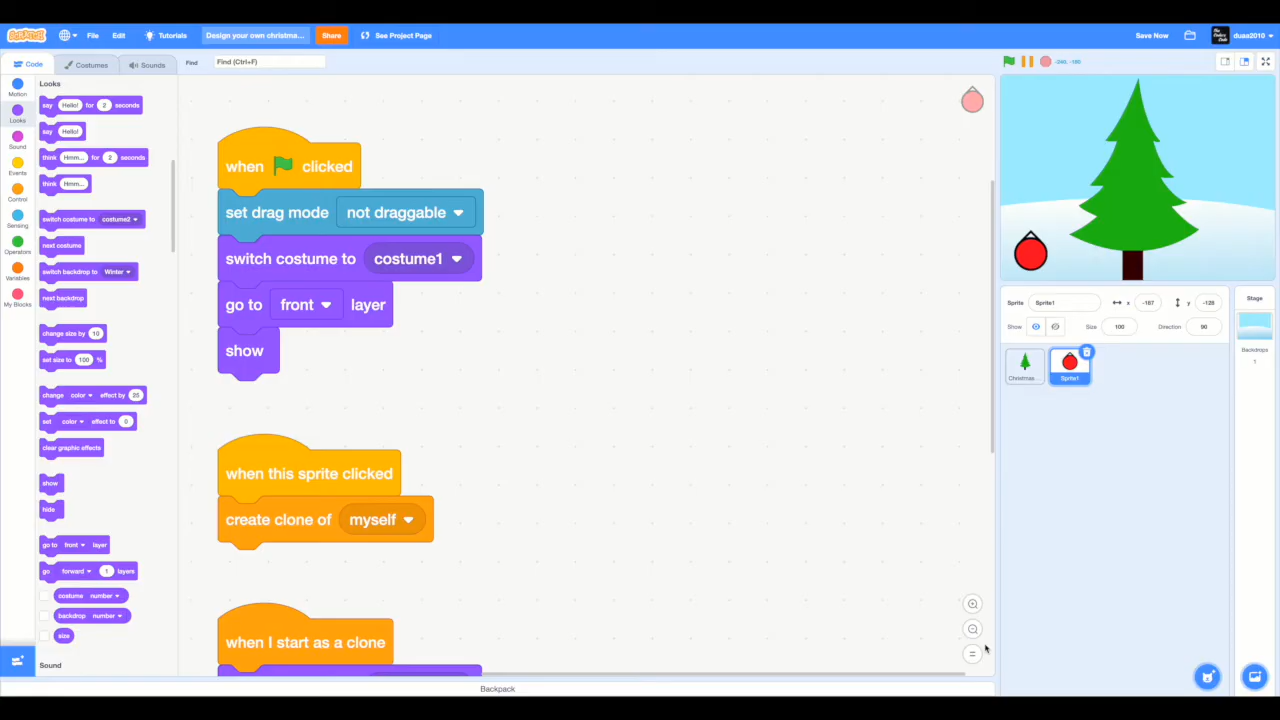 SCRATCH
File
Edit
Tutorials
Design your own christma...
Share
See Project Page
Save Now
duaa2010
Code
Costumes
Sounds
Find
Find (Ctrl+F)
-240, -180
Motion
Looks
Sound
Events
Control
Sensing
Operators
Variables
My Blocks
Looks
say Hello! for 2 seconds
say Hello!
think Hmm... for 2 seconds
think Hmm...
switch costume to costume2
next costume
switch backdrop to Winter
next backdrop
change size by 10
set size to 100 %
change color effect by 25
set color effect to 0
clear graphic effects
show
hide
go to front layer
go forward 1 layers
costume number
backdrop number
size
Sound
when clicked
set drag mode not draggable
switch costume to costume1
go to front layer
show
when this sprite clicked
create clone of myself
when I start as a clone
Backpack
Sprite Sprite1 x -187 y -128
Show Size 100 Direction 90
Christmas...
Sprite1
Stage
Backdrops
1